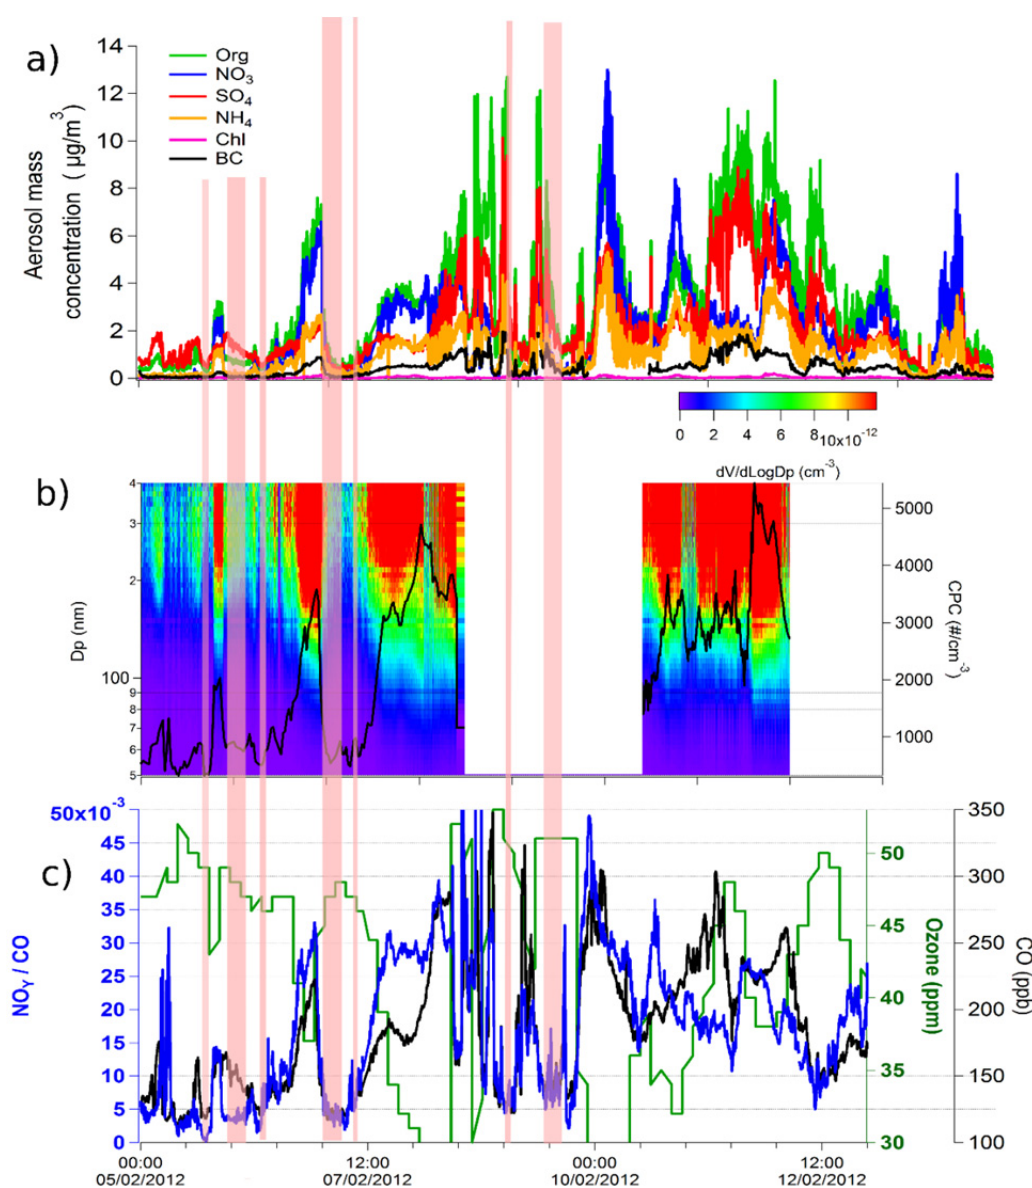 a)
14
12
10
8
6
4
2
0
Aerosol mass
concentration ( µg/m³)
Org
NO₃
SO₄
NH₄
Chl
BC
0 2 4 6 8 10x10⁻¹²
dV/dLogDp (cm⁻³)
b)
4
3
2
100
9
8
7
6
5
Dp (nm)
5000
4000
3000
2000
1000
CPC (#/cm⁻³)
c)
50x10⁻³
45
40
35
30
25
20
15
10
5
0
NOY / CO
50
45
40
35
30
Ozone (ppm)
350
300
250
200
150
100
CO (ppb)
00:00 12:00 00:00 12:00
05/02/2012 07/02/2012 10/02/2012 12/02/2012